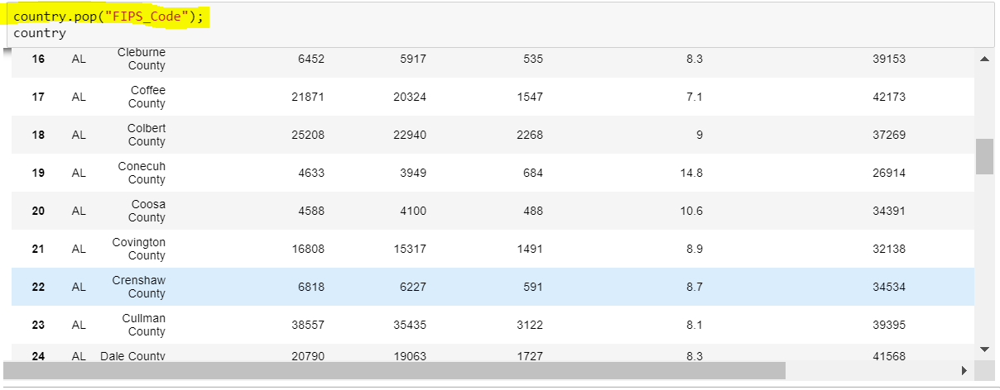 country.pop("FIPS_Code");
country
16 AL Cleburne County 6452 5917 535 8.3 39153
17 AL Coffee County 21871 20324 1547 7.1 42173
18 AL Colbert County 25208 22940 2268 9 37269
19 AL Conecuh County 4633 3949 684 14.8 26914
20 AL Coosa County 4588 4100 488 10.6 34391
21 AL Covington County 16808 15317 1491 8.9 32138
22 AL Crenshaw County 6818 6227 591 8.7 34534
23 AL Cullman County 38557 35435 3122 8.1 39395
24 AL Dale County 20790 19063 1727 8.3 41568